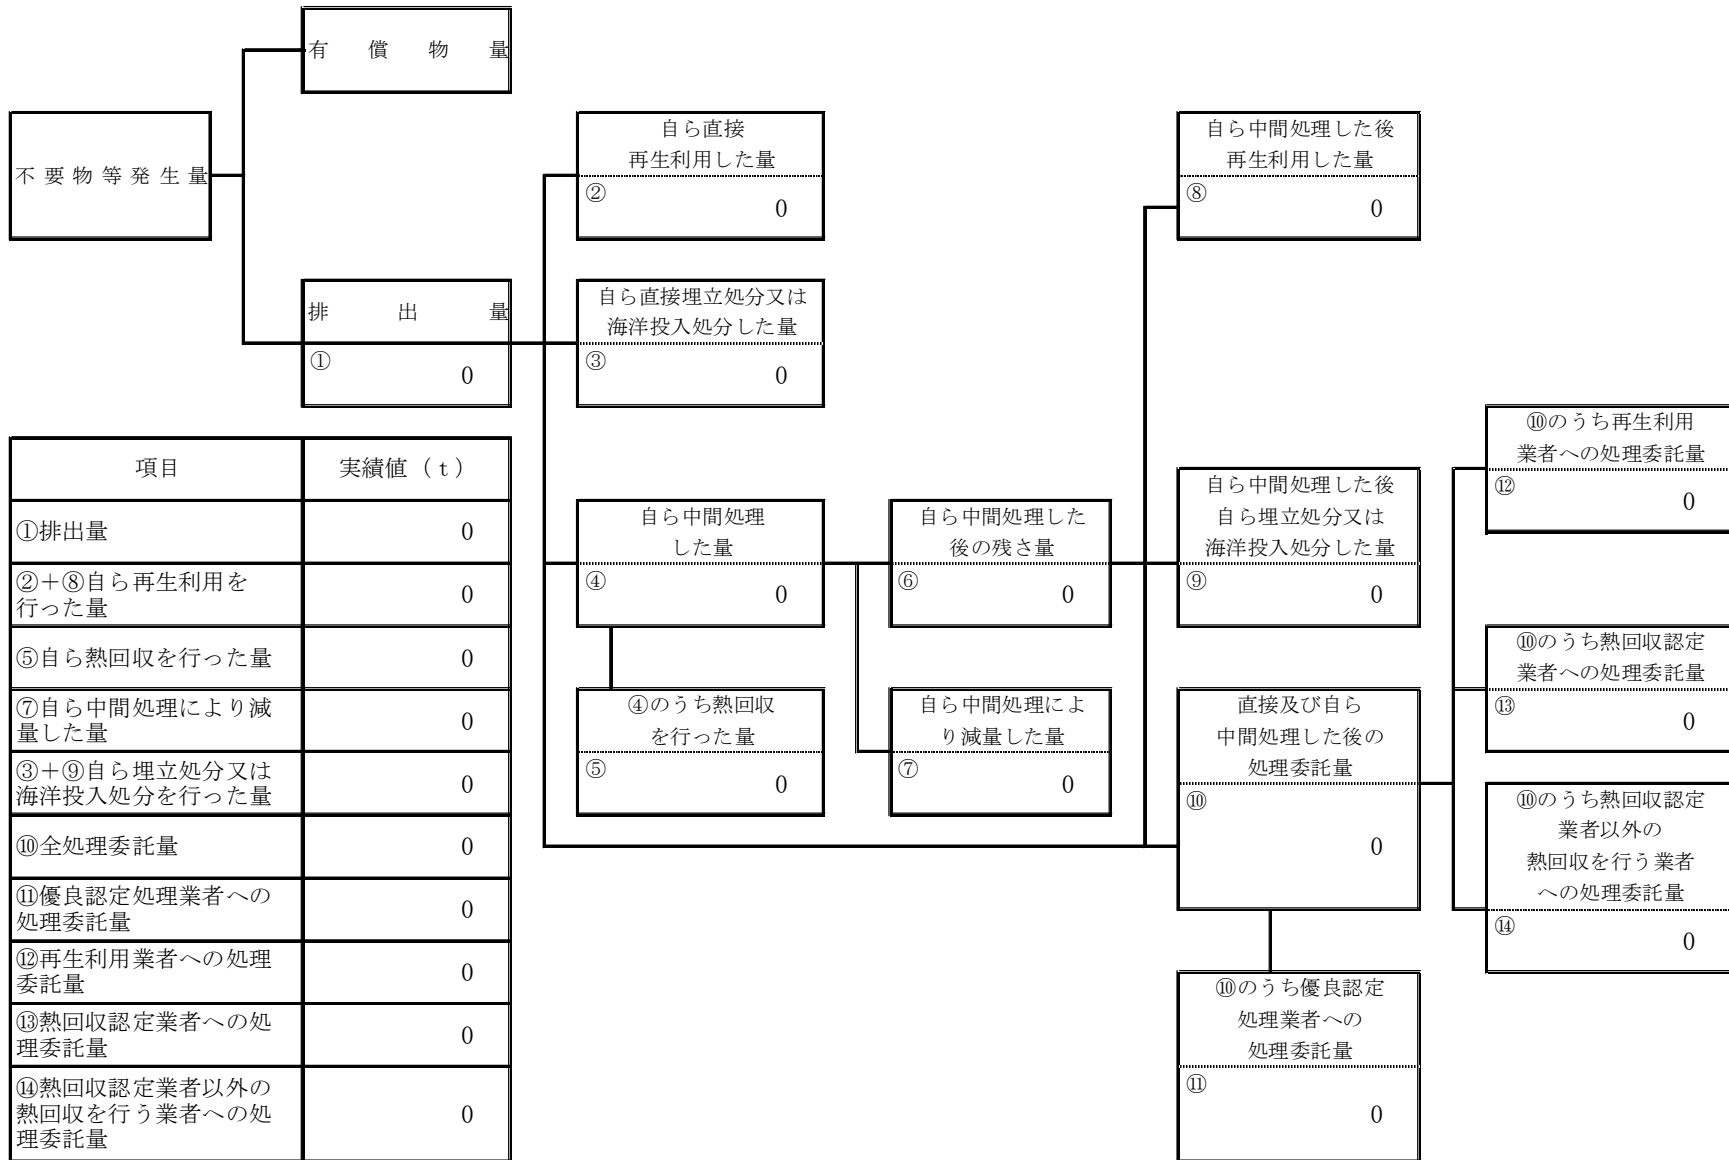 有償物量
不要物等発生量
排出量
①
0
自ら直接
再生利用した量
②
0
自ら直接埋立処分又は
海洋投入処分した量
③
0
自ら中間処理
した量
④
0
④のうち熱回収
を行った量
⑤
0
自ら中間処理した
後の残さ量
⑥
0
自ら中間処理によ
り減量した量
⑦
0
自ら中間処理した後
再生利用した量
⑧
0
自ら中間処理した後
自ら埋立処分又は
海洋投入処分した量
⑨
0
直接及び自ら
中間処理した後の
処理委託量
⑩
0
⑩のうち優良認定
処理業者への
処理委託量
⑪
0
⑩のうち再生利用
業者への処理委託量
⑫
0
⑩のうち熱回収認定
業者への処理委託量
⑬
0
⑩のうち熱回収認定
業者以外の
熱回収を行う業者
への処理委託量
⑭
0
項目 実績値（t）
①排出量 0
②＋⑧自ら再生利用を
行った量 0
⑤自ら熱回収を行った量 0
⑦自ら中間処理により減
量した量 0
③＋⑨自ら埋立処分又は
海洋投入処分を行った量 0
⑩全処理委託量 0
⑪優良認定処理業者への
処理委託量 0
⑫再生利用業者への処理
委託量 0
⑬熱回収認定業者への処
理委託量 0
⑭熱回収認定業者以外の
熱回収を行う業者への処
理委託量 0